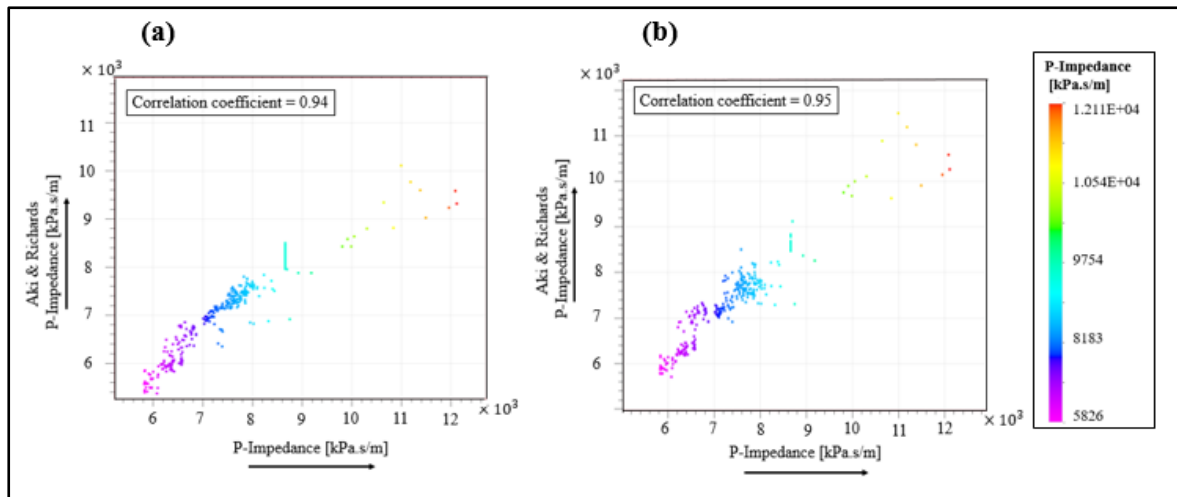 (a)
× 10³
Correlation coefficient = 0.94
11
10
9
8
7
6
Aki & Richards
P-Impedance [kPa.s/m]
6 7 8 9 10 11 12
× 10³
P-Impedance [kPa.s/m]
(b)
×10³
Correlation coefficient = 0.95
11
10
9
8
7
6
Aki & Richards
P-Impedance [kPa.s/m]
6 7 8 9 10 11 12
× 10³
P-Impedance [kPa.s/m]
P-Impedance
[kPa.s/m]
1.211E+04
1.054E+04
9754
8183
5826